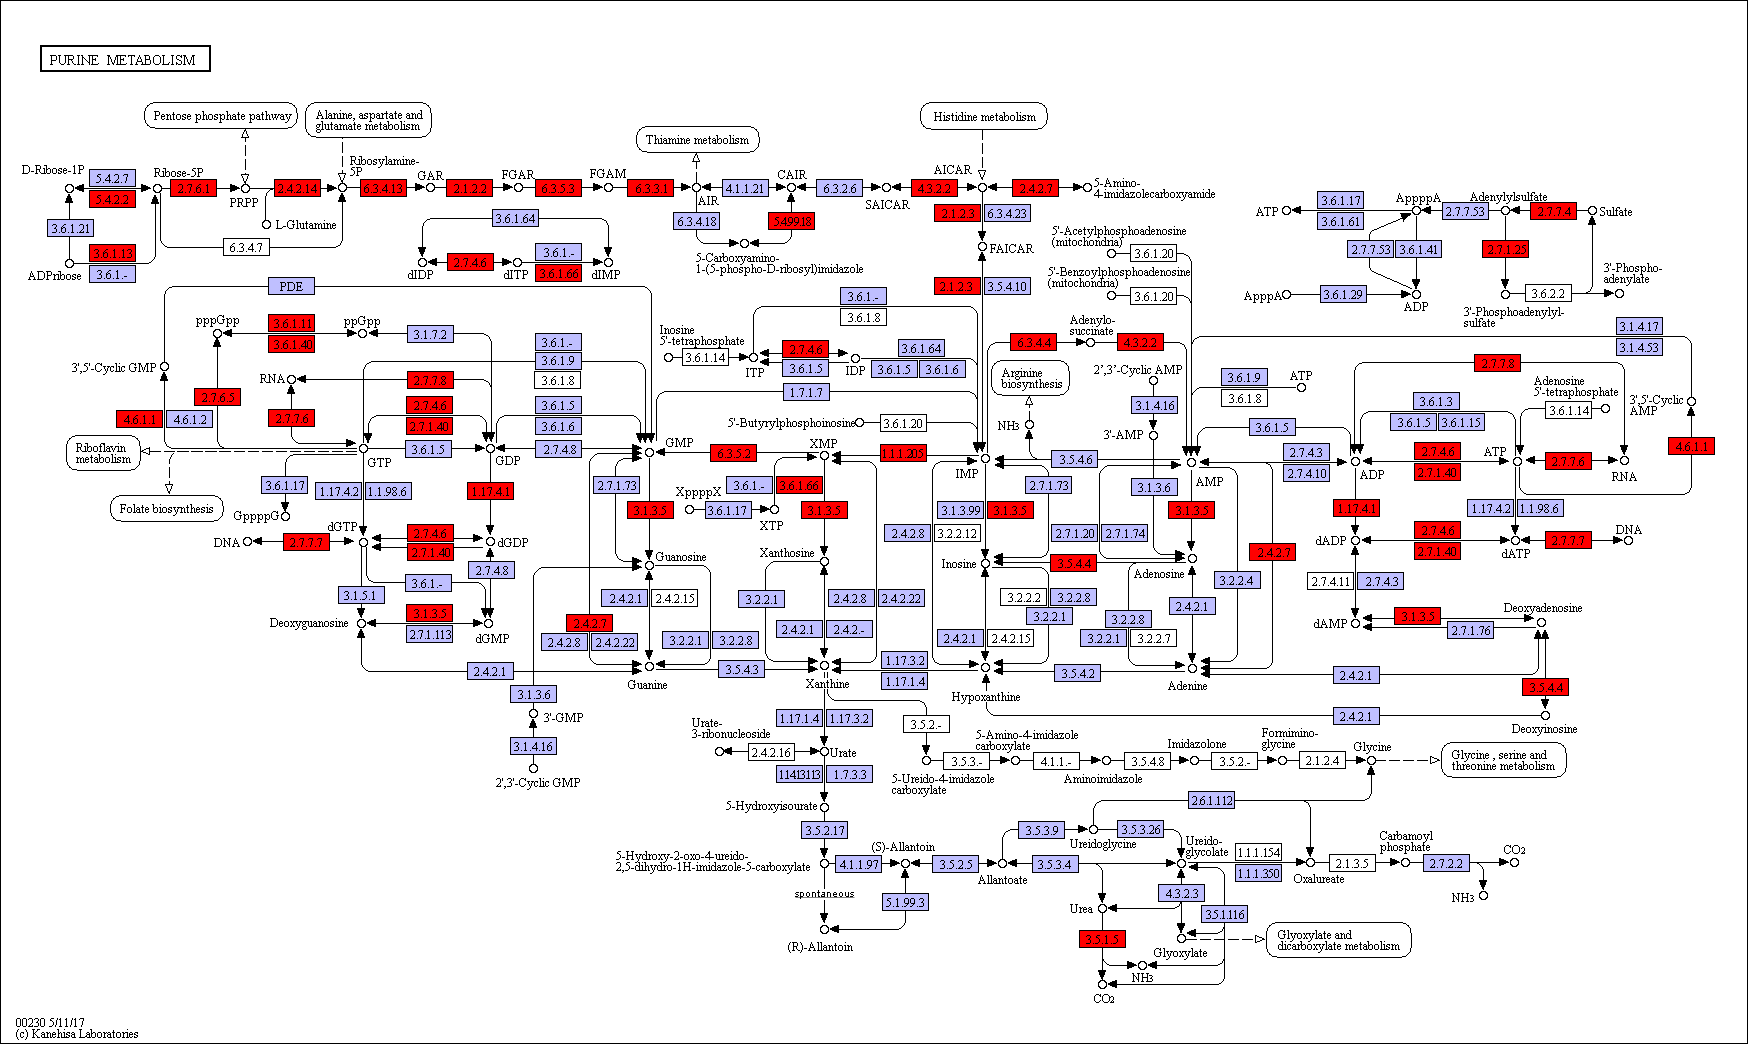 PURINE METABOLISM
Pentose phosphate pathway
Alanine, aspartate and
glutamate metabolism
Thiamine metabolism
Histidine metabolism
D-Ribose-1P
5.4.2.7
5.4.2.2
Ribose-5P
2.7.6.1
PRPP
2.4.2.14
Ribosylamine-
5P
6.3.4.13
GAR
2.1.2.2
FGAR
6.3.5.3
FGAM
6.3.3.1
AIR
4.1.1.21
CAIR
6.3.2.6
SAICAR
4.3.2.2
AICAR
2.4.2.7
5-Amino-
4-imidazolecarboxyamide
3.6.1.21
3.6.1.13
3.6.1.-
ADPribose
L-Glutamine
6.3.4.7
3.6.1.64
dIDP
2.7.4.6
dITP
3.6.1.-
3.6.1.66
dIMP
6.3.4.18
5.4.99.18
5-Carboxyamino-
1-(5-phospho-D-ribosyl)imidazole
2.1.2.3
6.3.4.23
FAICAR
2.1.2.3
3.5.4.10
5'-Acetylphosphoadenosine
(mitochondria)
3.6.1.20
5'-Benzoylphosphoadenosine
(mitochondria)
3.6.1.20
ATP
3.6.1.17
3.6.1.61
AppppA
2.7.7.53
Adenylylsulfate
2.7.7.4
Sulfate
2.7.7.53
3.6.1.41
2.7.1.25
ApppA
3.6.1.29
ADP
3.6.2.2
3'-Phospho-
adenylate
3'-Phosphoadenylyl-
sulfate
PDE
pppGpp
3.6.1.11
3.6.1.40
ppGpp
3.1.7.2
3.6.1.-
3.6.1.9
3.6.1.8
3',5'-Cyclic GMP
RNA
2.7.7.8
2.7.6.5
2.7.7.6
4.6.1.1
4.6.1.2
2.7.4.6
2.7.1.40
3.6.1.5
3.6.1.6
GTP
3.6.1.5
GDP
2.7.4.8
GMP
Riboflavin
metabolism
Folate biosynthesis
3.6.1.17
GppppG
1.17.4.2
1.1.98.6
1.17.4.1
Inosine
5'-tetraphosphate
3.6.1.14
3.6.1.-
3.6.1.8
ITP
2.7.4.6
3.6.1.5
IDP
3.6.1.64
3.6.1.5
3.6.1.6
1.7.1.7
5'-Butyrylphosphoinosine
3.6.1.20
6.3.4.4
Adenylo-
succinate
4.3.2.2
Arginine
biosynthesis
NH3
2',3'-Cyclic AMP
3.1.4.16
3'-AMP
3.6.1.9
3.6.1.8
ATP
3.1.4.17
3.1.4.53
2.7.7.8
Adenosine
5'-tetraphosphate
3.6.1.14
3',5'-Cyclic
AMP
3.6.1.3
3.6.1.5
3.6.1.15
3.6.1.5
4.6.1.1
6.3.5.2
XMP
1.1.1.205
IMP
3.5.4.6
AMP
2.7.4.3
2.7.4.10
ADP
2.7.4.6
2.7.1.40
ATP
2.7.7.6
RNA
2.7.1.73
3.1.3.5
XppppX
3.6.1.17
3.6.1.-
3.6.1.66
XTP
3.1.3.5
2.7.1.73
3.1.3.99
3.1.3.5
2.4.2.8
3.2.2.12
2.7.1.20
2.7.1.74
3.1.3.6
3.1.3.5
1.17.4.1
1.17.4.2
1.1.98.6
DNA
2.7.7.7
dGTP
2.7.4.6
2.7.1.40
dGDP
3.6.1.-
2.7.4.8
3.1.5.1
Deoxyguanosine
3.1.3.5
2.7.1.113
dGMP
Guanosine
2.4.2.1
2.4.2.15
2.4.2.7
2.4.2.8
2.4.2.22
3.2.2.1
3.2.2.8
Xanthosine
3.2.2.1
2.4.2.8
2.4.2.22
2.4.2.1
2.4.2.-
Inosine
3.5.4.4
Adenosine
2.4.2.7
3.2.2.4
3.2.2.2
3.2.2.8
3.2.2.1
2.4.2.1
2.4.2.15
3.2.2.8
3.2.2.1
3.2.2.7
2.4.2.1
dADP
2.7.4.6
2.7.1.40
dATP
2.7.7.7
DNA
2.7.4.11
2.7.4.3
dAMP
3.1.3.5
2.7.1.76
Deoxyadenosine
2.4.2.1
Guanine
3.5.4.3
Xanthine
1.17.3.2
1.17.1.4
Hypoxanthine
3.5.4.2
Adenine
2.4.2.1
3.5.4.4
2.4.2.1
Deoxyinosine
3.1.3.6
3'-GMP
3.1.4.16
2',3'-Cyclic GMP
1.17.1.4
1.17.3.2
Urate-
3-ribonucleoside
2.4.2.16
Urate
1.14.13.113
1.7.3.3
5-Hydroxyisourate
3.5.2.17
5-Hydroxy-2-oxo-4-ureido-
2,5-dihydro-1H-imidazole-5-carboxylate
spontaneous
(R)-Allantoin
3.5.2.-
5-Ureido-4-imidazole
carboxylate
3.5.3.-
5-Amino-4-imidazole
carboxylate
4.1.1.-
Aminoimidazole
3.5.4.8
Imidazolone
3.5.2.-
Formimino-
glycine
2.1.2.4
Glycine
Glycine , serine and
threonine metabolism
4.1.1.97
(S)-Allantoin
5.1.99.3
3.5.2.5
Allantoate
3.5.3.9
Ureidoglycine
3.5.3.26
2.6.1.112
3.5.3.4
Ureido-
glycolate
1.1.1.154
1.1.1.350
Oxalureate
2.1.3.5
Carbamoyl
phosphate
2.7.2.2
CO2
NH3
Urea
4.3.2.3
3.5.1.116
3.5.1.5
Glyoxylate
Glyoxylate and
dicarboxylate metabolism
NH3
CO2
00230 5/11/17
(c) Kanehisa Laboratories